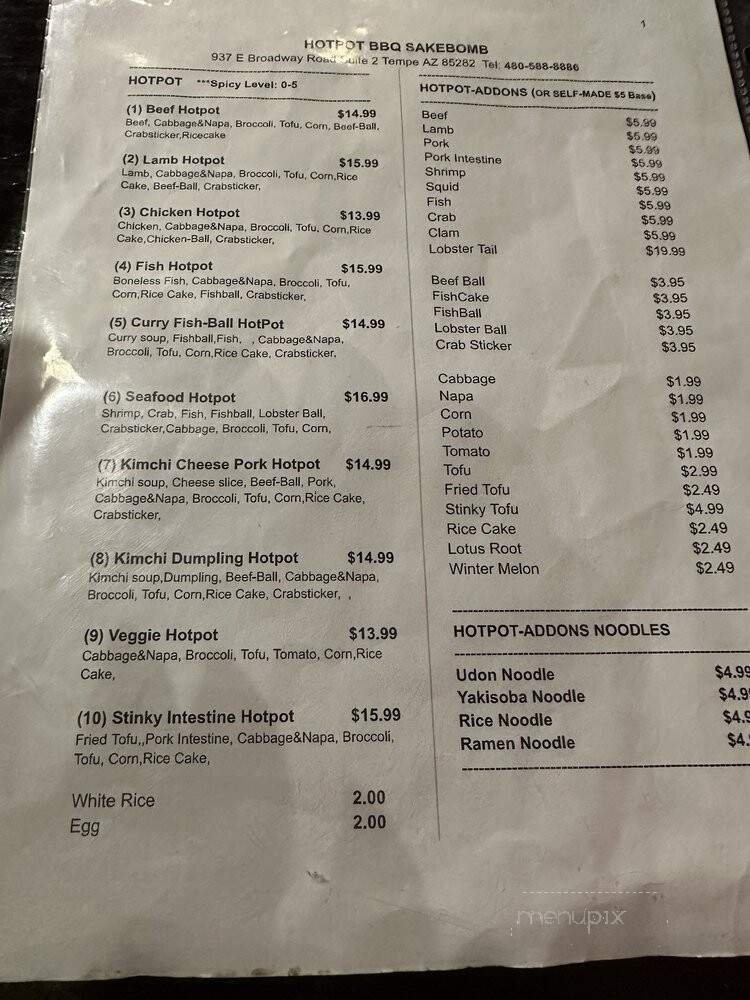 1
HOTPOT BBQ SAKEBOMB
937 E Broadway Road Suite 2 Tempe AZ 85282 Tel: 480-588-8886
HOTPOT ***Spicy Level: 0-5
(1) Beef Hotpot $14.99
Beef, Cabbage&Napa, Broccoli, Tofu, Corn, Beef-Ball,
Crabsticker,Ricecake
(2) Lamb Hotpot $15.99
Lamb, Cabbage&Napa, Broccoli, Tofu, Corn,Rice
Cake, Beef-Ball, Crabsticker,
(3) Chicken Hotpot $13.99
Chicken, Cabbage&Napa, Broccoli, Tofu, Corn,Rice
Cake,Chicken-Ball, Crabsticker,
(4) Fish Hotpot $15.99
Boneless Fish, Cabbage&Napa, Broccoli, Tofu,
Corn,Rice Cake, Fishball, Crabsticker,
(5) Curry Fish-Ball HotPot $14.99
Curry soup, Fishball,Fish, , Cabbage&Napa,
Broccoli, Tofu, Corn,Rice Cake, Crabsticker.
(6) Seafood Hotpot $16.99
Shrimp, Crab, Fish, Fishball, Lobster Ball,
Crabsticker,Cabbage, Broccoli, Tofu, Corn,
(7) Kimchi Cheese Pork Hotpot $14.99
Kimchi soup, Cheese slice, Beef-Ball, Pork,
Cabbage&Napa, Broccoli, Tofu, Corn,Rice Cake,
Crabsticker,
(8) Kimchi Dumpling Hotpot $14.99
Kimchi soup,Dumpling, Beef-Ball, Cabbage&Napa,
Broccoli, Tofu, Corn,Rice Cake, Crabsticker, ,
(9) Veggie Hotpot $13.99
Cabbage&Napa, Broccoli, Tofu, Tomato, Corn,Rice
Cake,
(10) Stinky Intestine Hotpot $15.99
Fried Tofu,,Pork Intestine, Cabbage&Napa, Broccoli,
Tofu, Corn,Rice Cake,
White Rice 2.00
Egg 2.00
HOTPOT-ADDONS (OR SELF-MADE $5 Base)
Beef $5.99
Lamb $5.99
Pork $5.99
Pork Intestine $5.99
Shrimp $5.99
Squid $5.99
Fish $5.99
Crab $5.99
Clam $5.99
Lobster Tail $19.99
Beef Ball $3.95
FishCake $3.95
FishBall $3.95
Lobster Ball $3.95
Crab Sticker $3.95
Cabbage $1.99
Napa $1.99
Corn $1.99
Potato $1.99
Tomato $1.99
Tofu $2.99
Fried Tofu $2.49
Stinky Tofu $4.99
Rice Cake $2.49
Lotus Root $2.49
Winter Melon $2.49
HOTPOT-ADDONS NOODLES
Udon Noodle $4.99
Yakisoba Noodle $4.9
Rice Noodle $4.9
Ramen Noodle $4.
menupix